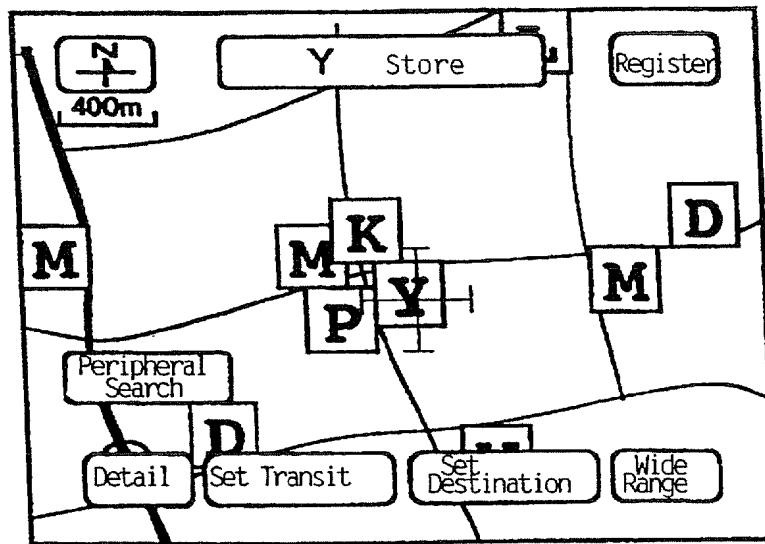 N
Y Store
Register
400m
D
K
M
M
M
Y
P
Peripheral
Search
D
Detail
Set Transit
Set
Destination
Wide
Range